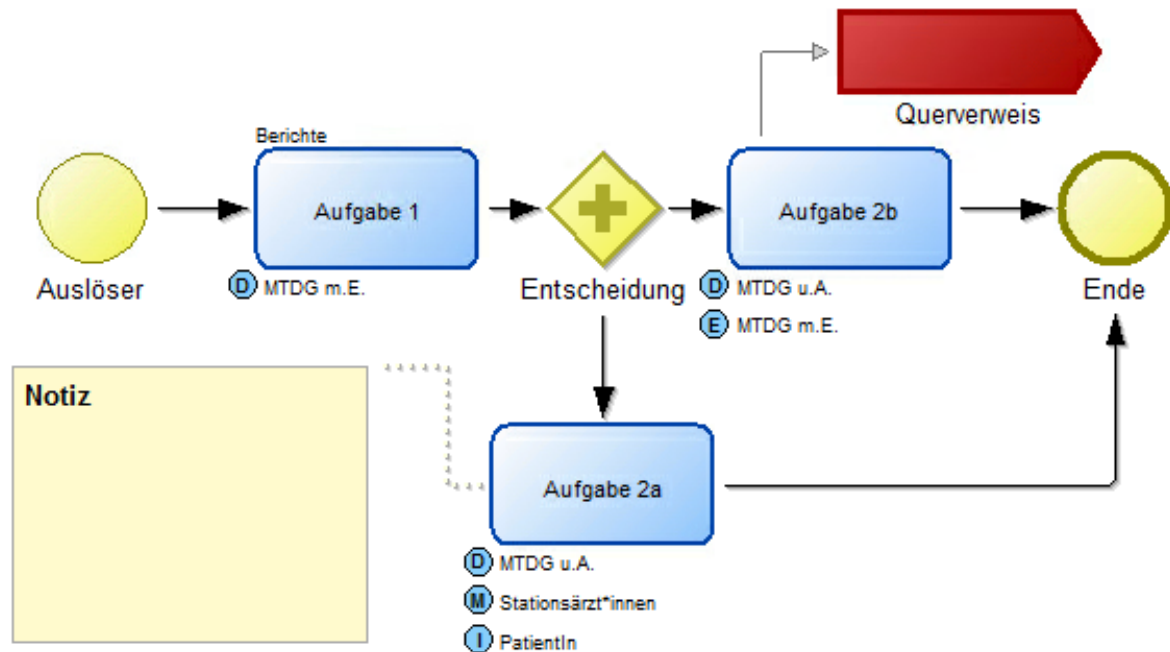 Querverweis
Berichte
Aufgabe 1
Aufgabe 2b
Auslöser
D MTDG m.E.
Entscheidung
D MTDG u.A.
E MTDG m.E.
Ende
Notiz
Aufgabe 2a
D MTDG u.A.
M Stationsärzt*innen
I PatientIn